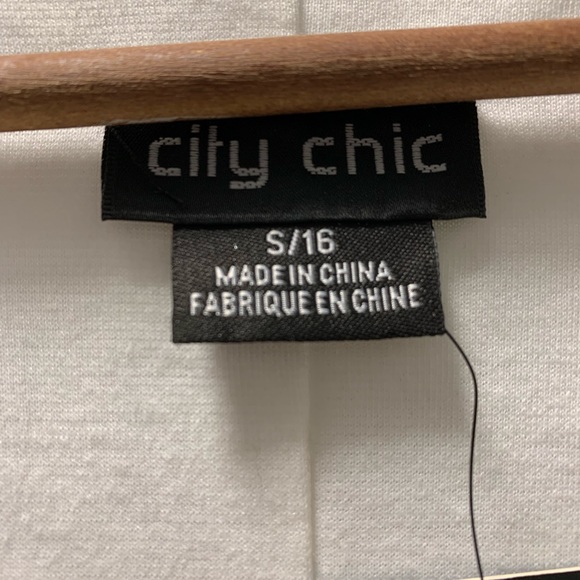 city chic
S/16
MADE IN CHINA
FABRIQUE EN CHINE